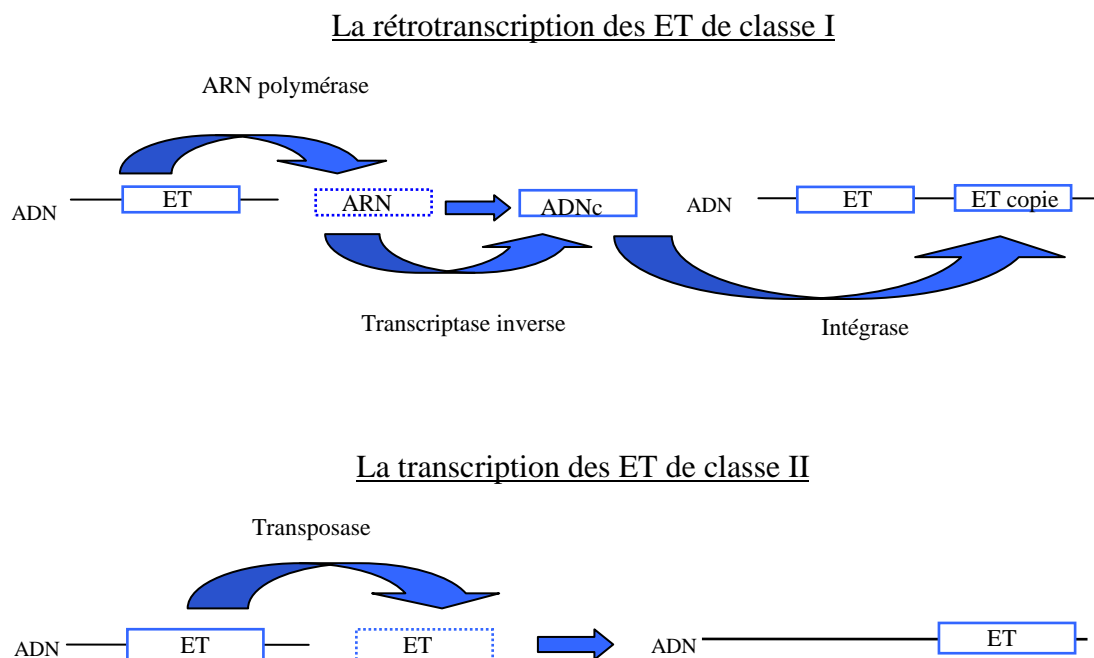 La rétrotranscription des ET de classe I
ARN polymérase
ADN ET ARN ADNc ADN ET ET copie
Transcriptase inverse Intégrase
La transcription des ET de classe II
Transposase
ADN ET ET ADN ET